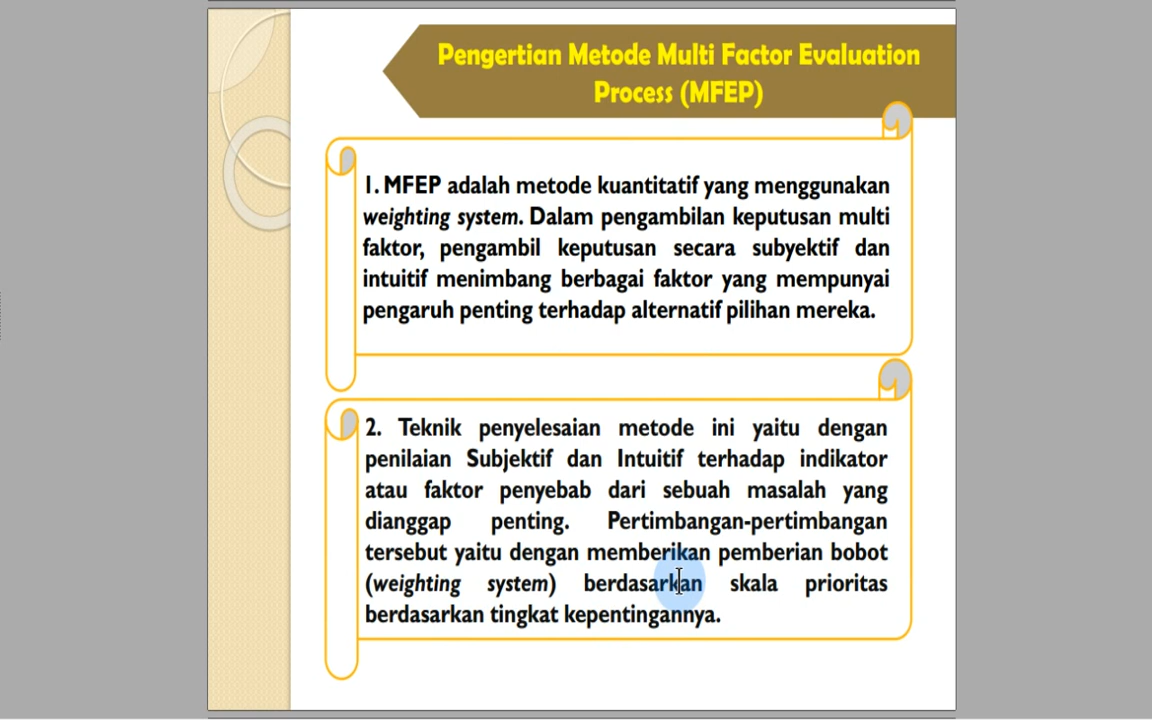 Pengertian Metode Multi Factor Evaluation
Process (MFEP)
1. MFEP adalah metode kuantitatif yang menggunakan
weighting system. Dalam pengambilan keputusan multi
faktor, pengambil keputusan secara subyektif dan
intuitif menimbang berbagai faktor yang mempunyai
pengaruh penting terhadap alternatif pilihan mereka.
2. Teknik penyelesaian metode ini yaitu dengan
penilaian Subjektif dan Intuitif terhadap indikator
atau faktor penyebab dari sebuah masalah yang
dianggap penting. Pertimbangan-pertimbangan
tersebut yaitu dengan memberikan pemberian bobot
(weighting system) berdasarkan skala prioritas
berdasarkan tingkat kepentingannya.